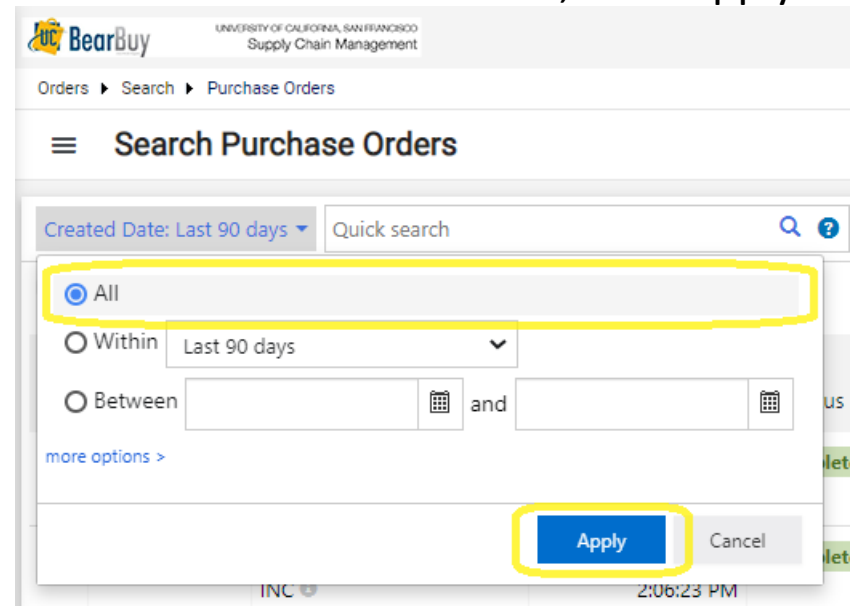 UC BearBuy
UNIVERSITY OF CALIFORNIA, SAN FRANCISCO
Supply Chain Management
Orders ▶ Search ▶ Purchase Orders
☰ Search Purchase Orders
Created Date: Last 90 days Quick search ?
All
Within Last 90 days
Between and
us
more options >
Apply Cancel
INC 2:06:23 PM